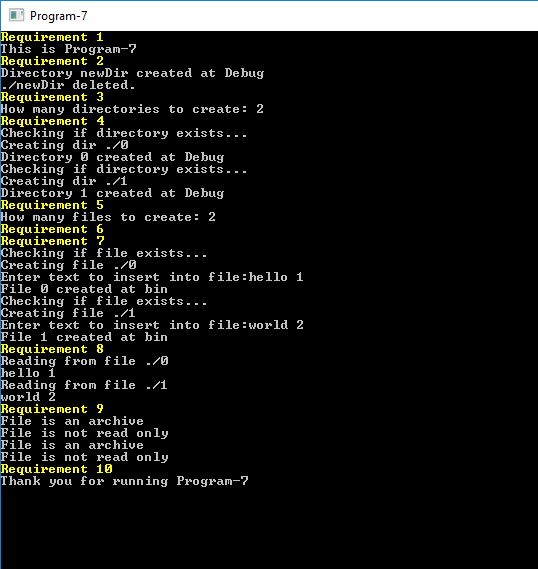 Program-7
Requirement 1
This is Program-7
Requirement 2
Directory newDir created at Debug
./newDir deleted.
Requirement 3
How many directories to create: 2
Requirement 4
Checking if directory exists...
Creating dir ./0
Directory 0 created at Debug
Checking if directory exists...
Creating dir ./1
Directory 1 created at Debug
Requirement 5
How many files to create: 2
Requirement 6
Requirement 7
Checking if file exists...
Creating file ./0
Enter text to insert into file:hello 1
File 0 created at bin
Checking if file exists...
Creating file ./1
Enter text to insert into file:world 2
File 1 created at bin
Requirement 8
Reading from file ./0
hello 1
Reading from file ./1
world 2
Requirement 9
File is an archive
File is not read only
File is an archive
File is not read only
Requirement 10
Thank you for running Program-7